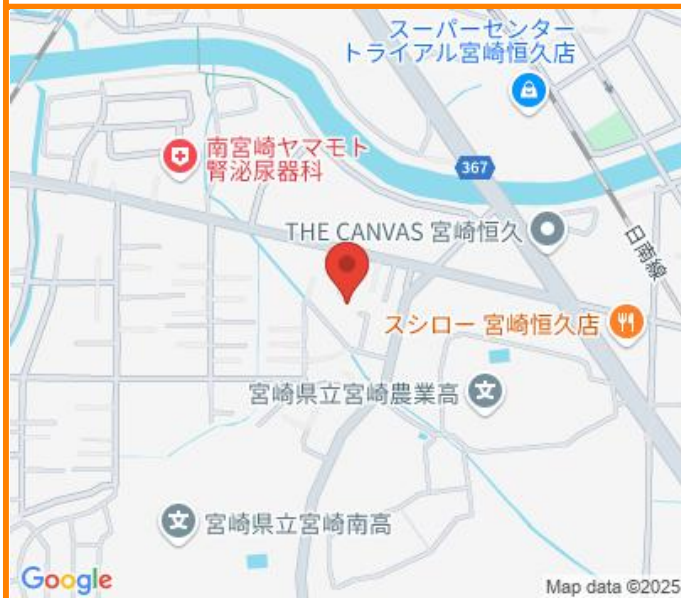 スーパーセンター
トライアル宮崎恒久店
南宮崎ヤマモト
腎泌尿器科
367
THE CANVAS 宮崎恒久
日南線
スシロー 宮崎恒久店
宮崎県立宮崎農業高
文
文
宮崎県立宮崎南高
Google
Map data ©2025